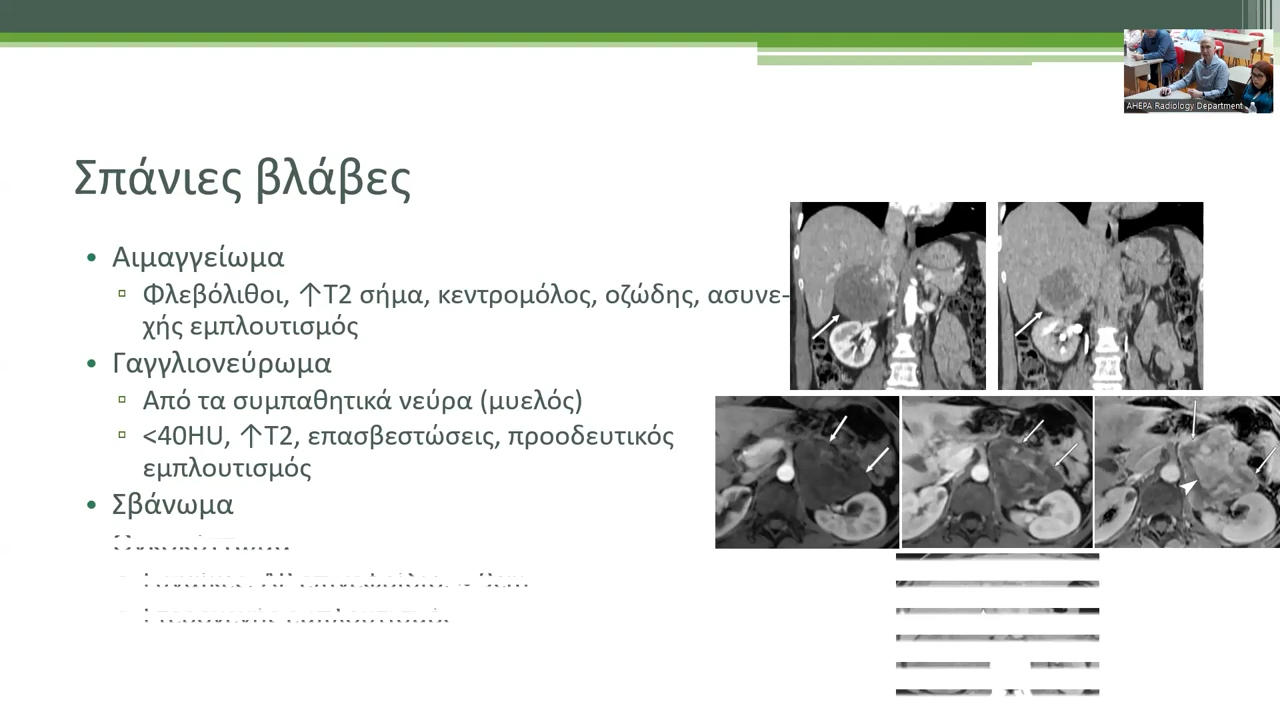 AHEPA Radiology Department
Σπάνιες βλάβες
• Αιμαγγείωμα
▫ Φλεβόλιθοι, ↑Τ2 σήμα, κεντρομόλος, οζώδης, ασυνε-
χής εμπλουτισμός
• Γαγγλιονεύρωμα
▫ Από τα συμπαθητικά νεύρα (μυελός)
▫ <40HU, ↑Τ2, επασβεστώσεις, προοδευτικός
εμπλουτισμός
• Σβάνωμα